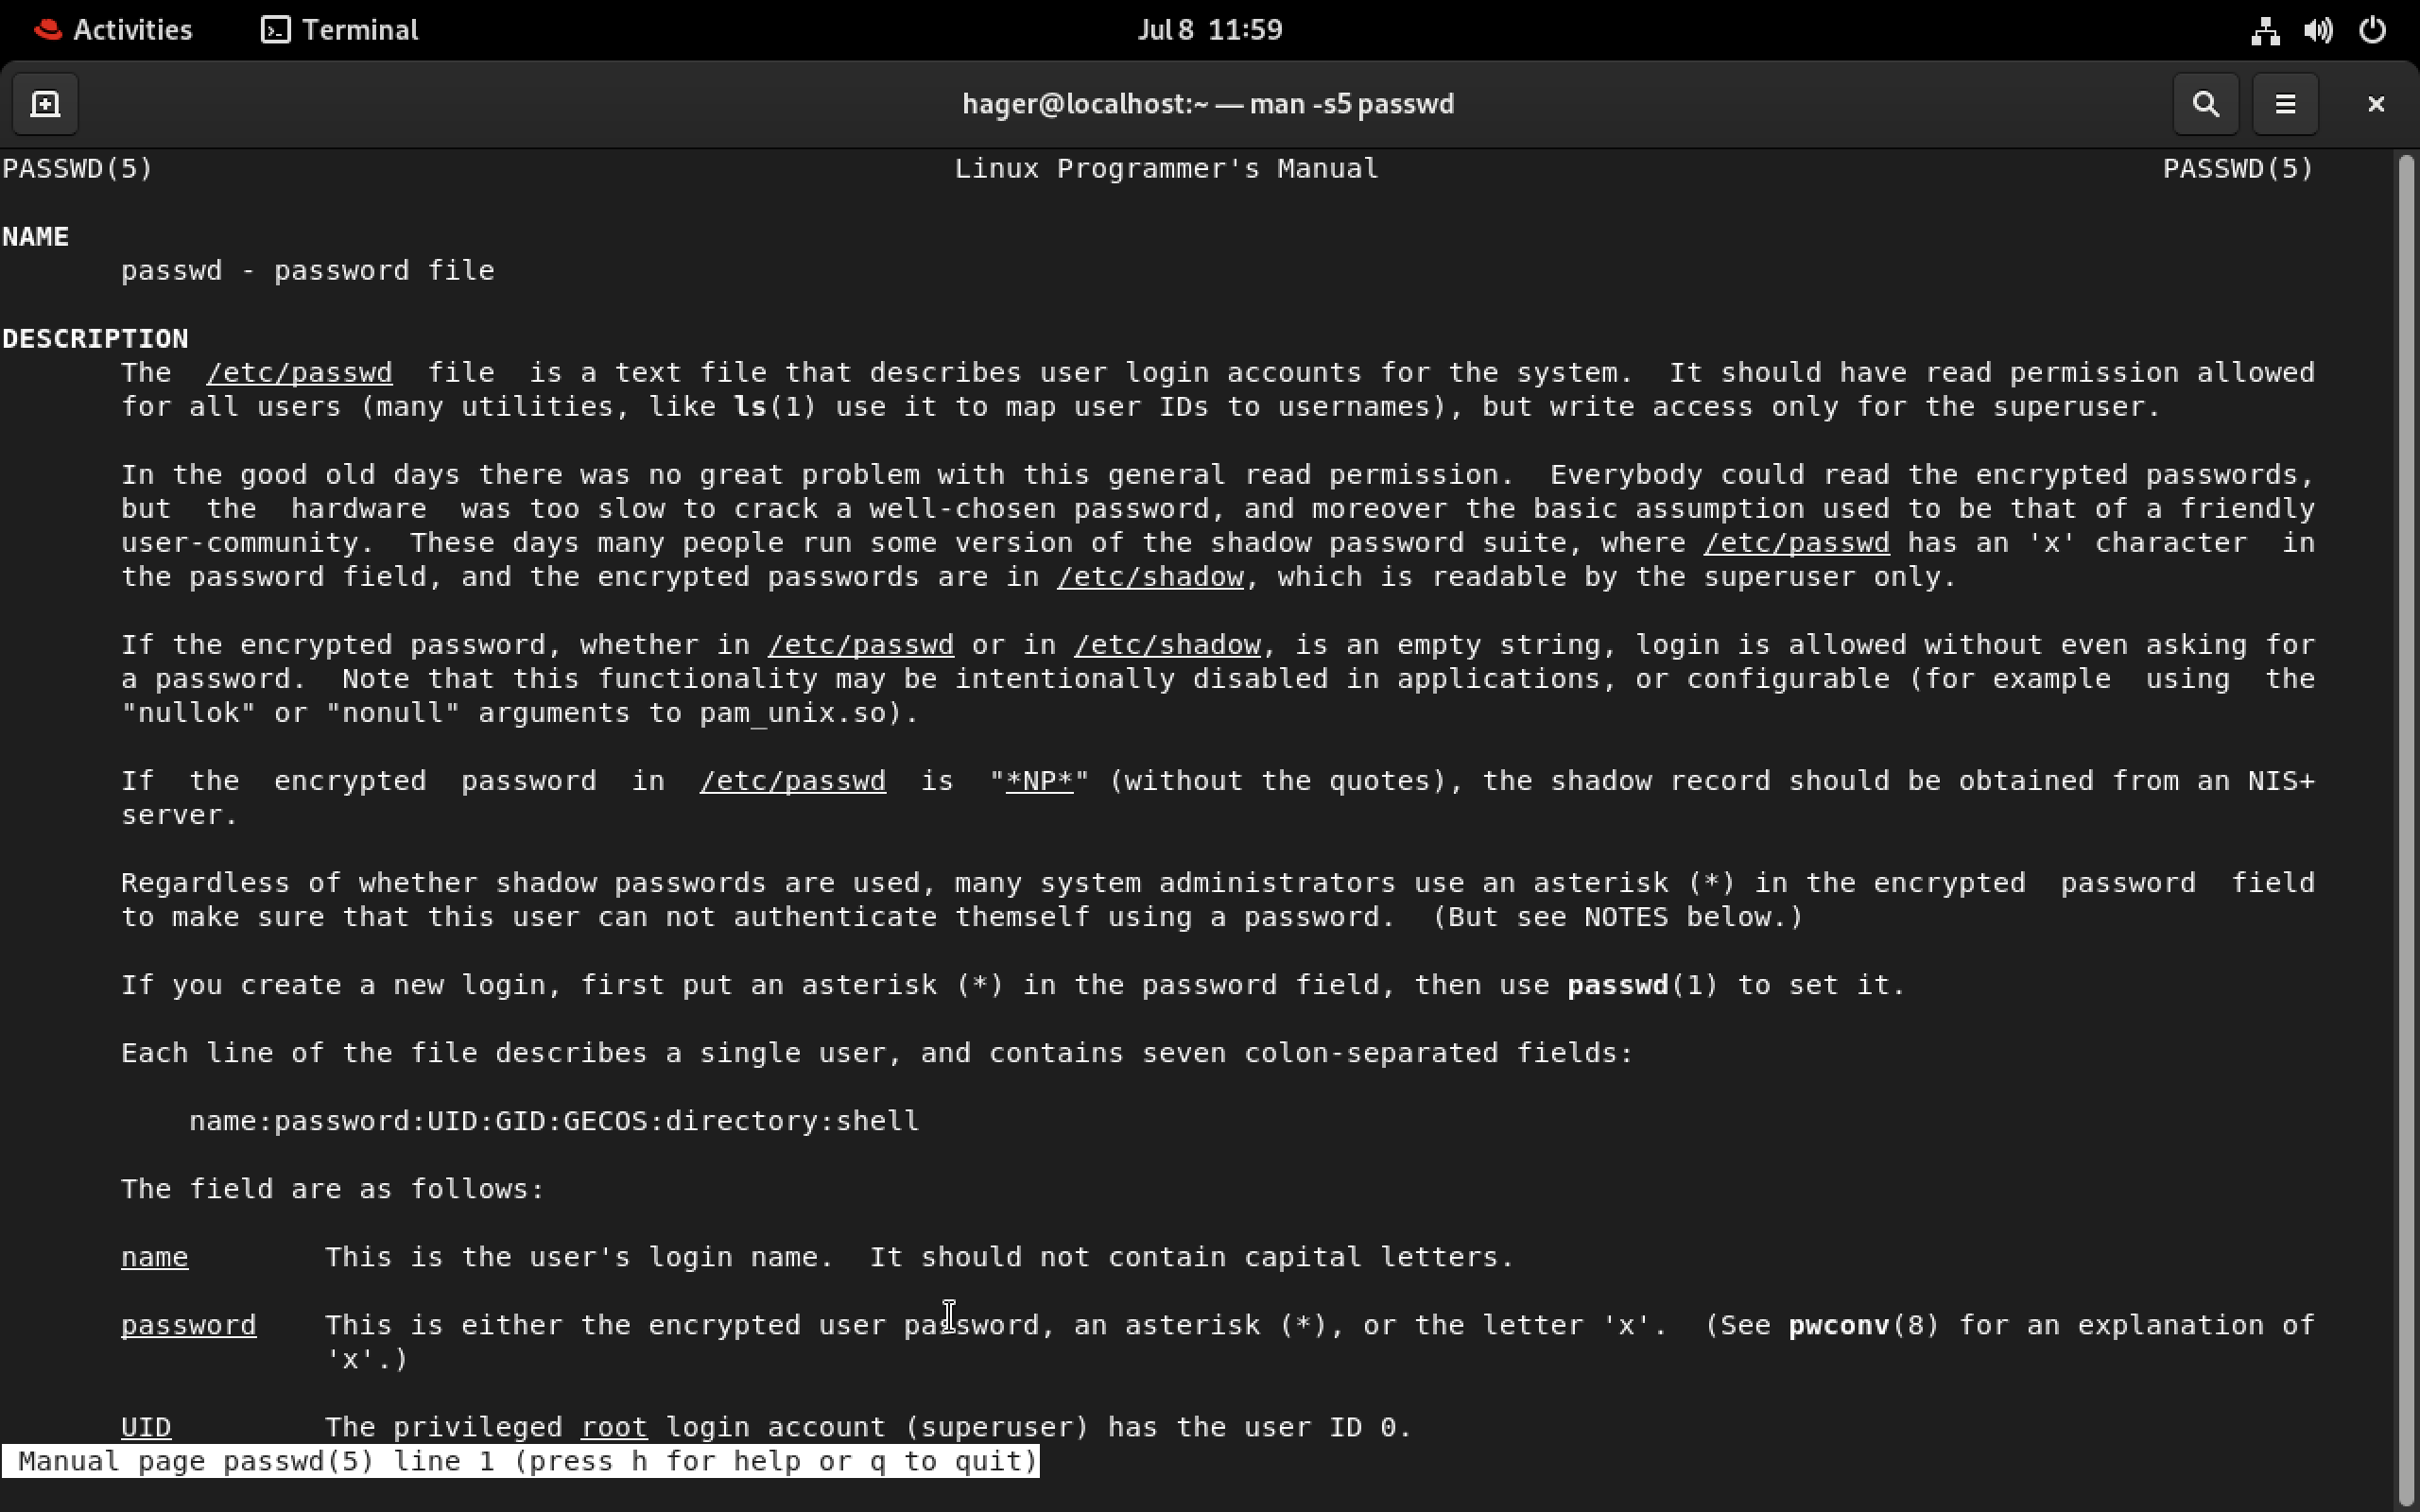 Activities Terminal Jul 8 11:59
hager@localhost:~ — man -s5 passwd
PASSWD(5) Linux Programmer's Manual PASSWD(5)
NAME
passwd - password file
DESCRIPTION
The /etc/passwd file is a text file that describes user login accounts for the system. It should have read permission allowed
for all users (many utilities, like ls(1) use it to map user IDs to usernames), but write access only for the superuser.
In the good old days there was no great problem with this general read permission. Everybody could read the encrypted passwords,
but the hardware was too slow to crack a well-chosen password, and moreover the basic assumption used to be that of a friendly
user-community. These days many people run some version of the shadow password suite, where /etc/passwd has an 'x' character in
the password field, and the encrypted passwords are in /etc/shadow, which is readable by the superuser only.
If the encrypted password, whether in /etc/passwd or in /etc/shadow, is an empty string, login is allowed without even asking for
a password. Note that this functionality may be intentionally disabled in applications, or configurable (for example using the
"nullok" or "nonull" arguments to pam_unix.so).
If the encrypted password in /etc/passwd is "*NP*" (without the quotes), the shadow record should be obtained from an NIS+
server.
Regardless of whether shadow passwords are used, many system administrators use an asterisk (*) in the encrypted password field
to make sure that this user can not authenticate themself using a password. (But see NOTES below.)
If you create a new login, first put an asterisk (*) in the password field, then use passwd(1) to set it.
Each line of the file describes a single user, and contains seven colon-separated fields:
name:password:UID:GID:GECOS:directory:shell
The field are as follows:
name This is the user's login name. It should not contain capital letters.
password This is either the encrypted user password, an asterisk (*), or the letter 'x'. (See pwconv(8) for an explanation of
'x'.)
UID The privileged root login account (superuser) has the user ID 0.
Manual page passwd(5) line 1 (press h for help or q to quit)